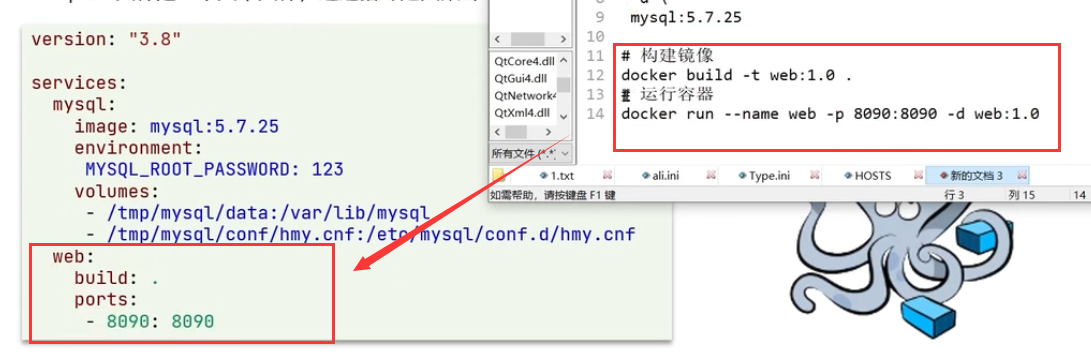 version: "3.8"
services:
mysql:
image: mysql:5.7.25
environment:
MYSQL_ROOT_PASSWORD: 123
volumes:
- /tmp/mysql/data:/var/lib/mysql
- /tmp/mysql/conf/hmy.cnf:/etc/mysql/conf.d/hmy.cnf
web:
build: .
ports:
- 8090: 8090
QtCore4.dll
QtGui4.dll
QtNetwork4
QtXml4.dll
所有文件 (*.*)
9 mysql:5.7.25
10
11 # 构建镜像
12 docker build -t web:1.0 .
13 # 运行容器
14 docker run --name web -p 8090:8090 -d web:1.0
1.txt ali.ini Type.ini HOSTS 新的文档 3
如需帮助，请按键盘 F1 键 行 3 列 15 14